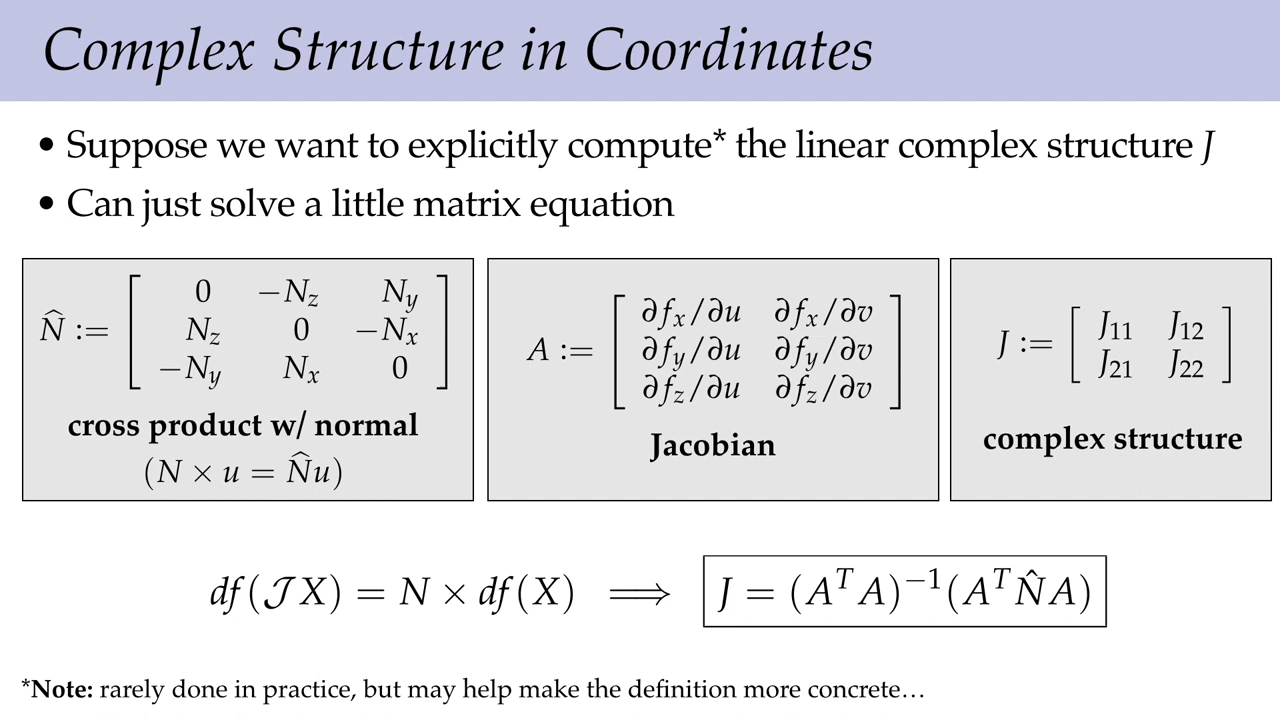 Complex Structure in Coordinates
• Suppose we want to explicitly compute* the linear complex structure J
• Can just solve a little matrix equation
N̂ := [ 0 −N_z N_y
N_z 0 −N_x
−N_y N_x 0 ]
cross product w/ normal
(N × u = N̂u)
A := [ ∂f_x/∂u ∂f_x/∂v
∂f_y/∂u ∂f_y/∂v
∂f_z/∂u ∂f_z/∂v ]
Jacobian
J := [ J_11 J_12
J_21 J_22 ]
complex structure
df(𝒥X) = N × df(X) ⟹ J = (A^T A)^{−1}(A^T N̂ A)
*Note: rarely done in practice, but may help make the definition more concrete…